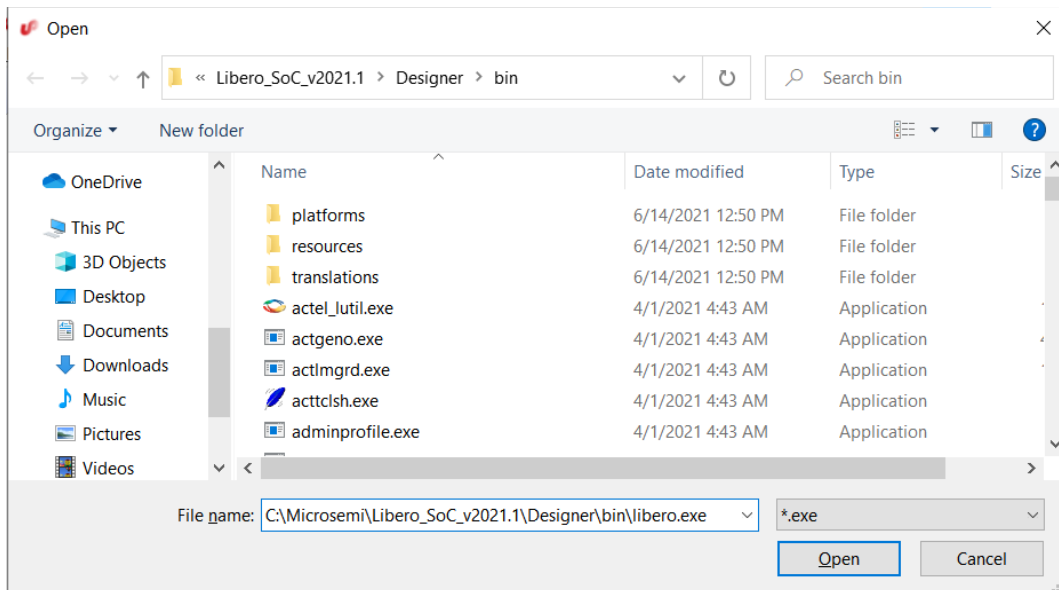 Open
« Libero_SoC_v2021.1 > Designer > bin
Search bin
Organize
New folder
Name Date modified Type Size
OneDrive
This PC
3D Objects
Desktop
Documents
Downloads
Music
Pictures
Videos
platforms 6/14/2021 12:50 PM File folder
resources 6/14/2021 12:50 PM File folder
translations 6/14/2021 12:50 PM File folder
actel_lutil.exe 4/1/2021 4:43 AM Application
actgeno.exe 4/1/2021 4:43 AM Application
actlmgrd.exe 4/1/2021 4:43 AM Application
acttclsh.exe 4/1/2021 4:43 AM Application
adminprofile.exe 4/1/2021 4:43 AM Application
File name: C:\Microsemi\Libero_SoC_v2021.1\Designer\bin\libero.exe
*.exe
Open
Cancel